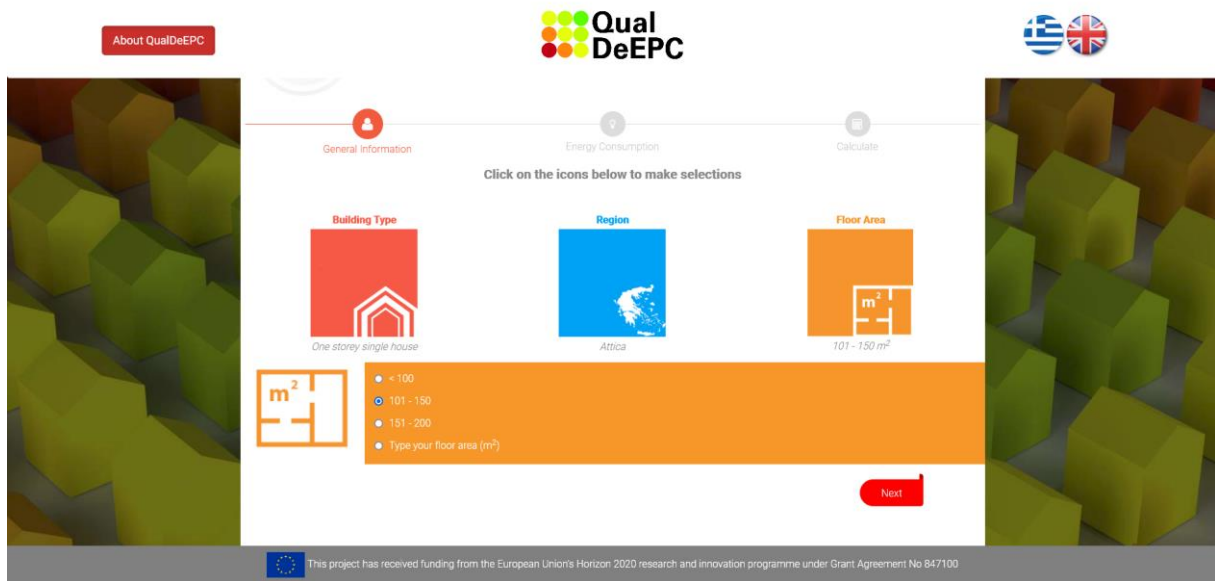 About QualDeEPC
Qual
DeEPC
General information
Energy Consumption
Calculate
Click on the icons below to make selections
Building Type
Region
Floor Area
m²
One storey single house
Attica
101 - 150 m²
m²
< 100
101 - 150
151 - 200
Type your floor area (m²)
Next
This project has received funding from the European Union's Horizon 2020 research and innovation programme under Grant Agreement No 847100